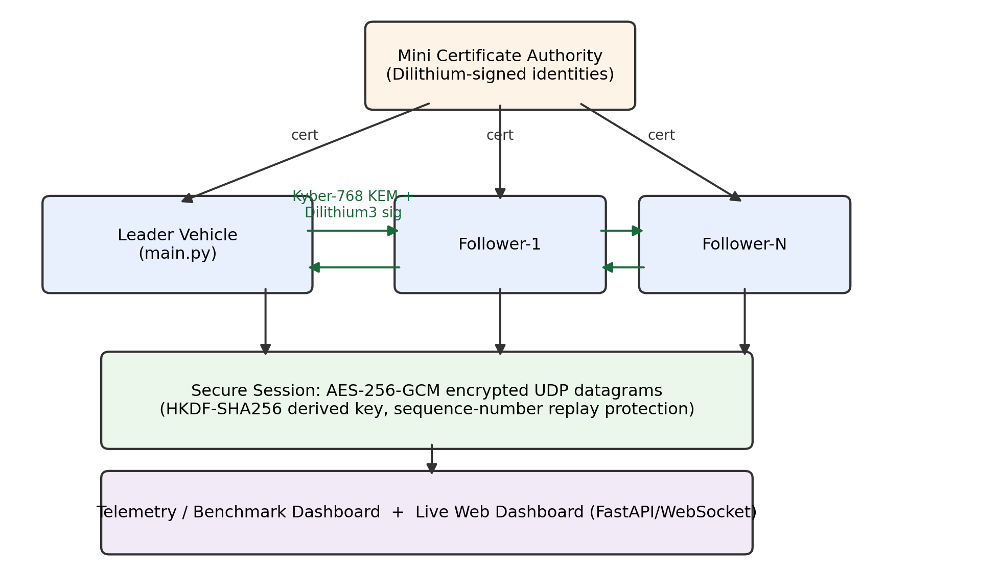 Mini Certificate Authority
(Dilithium-signed identities)
cert
cert
cert
Kyber-768 KEM +
Dilithium3 sig
Leader Vehicle
(main.py)
Follower-1
Follower-N
Secure Session: AES-256-GCM encrypted UDP datagrams
(HKDF-SHA256 derived key, sequence-number replay protection)
Telemetry / Benchmark Dashboard  +  Live Web Dashboard (FastAPI/WebSocket)